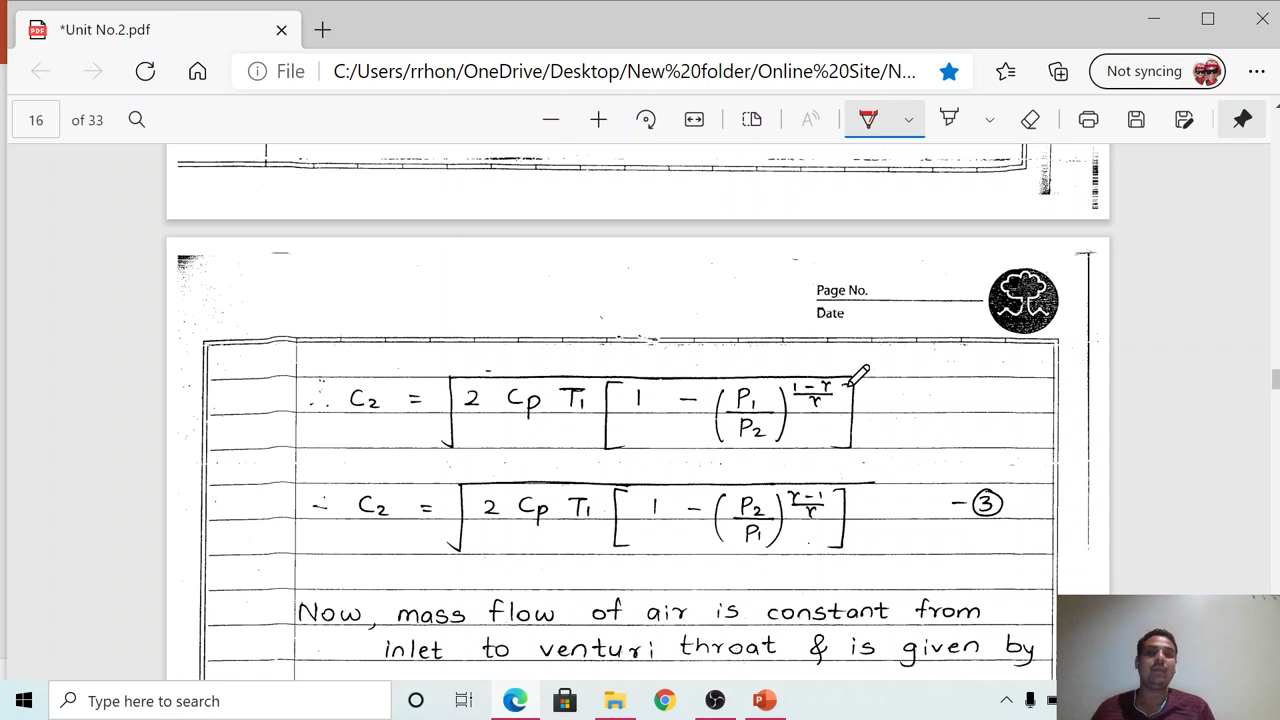 *Unit No.2.pdf
File
C:/Users/rrhon/OneDrive/Desktop/New%20folder/Online%20Site/N...
Not syncing
16 of 33
Page No.
Date
∴ C₂ = √(2 Cp T₁ [1 − (P₁/P₂)^((1−r)/r)])
∴ C₂ = √(2 Cp T₁ [1 − (P₂/P₁)^((r−1)/r)]) −③
Now, mass flow of air is constant from
inlet to venturi throat & is given by
Type here to search